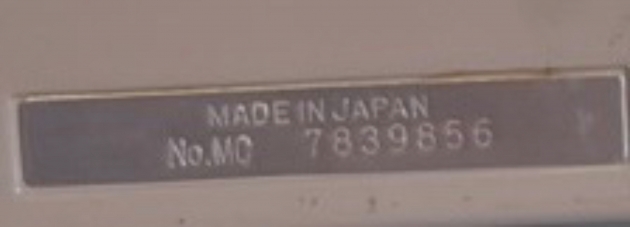 MADE IN JAPAN
No.MC 7839856